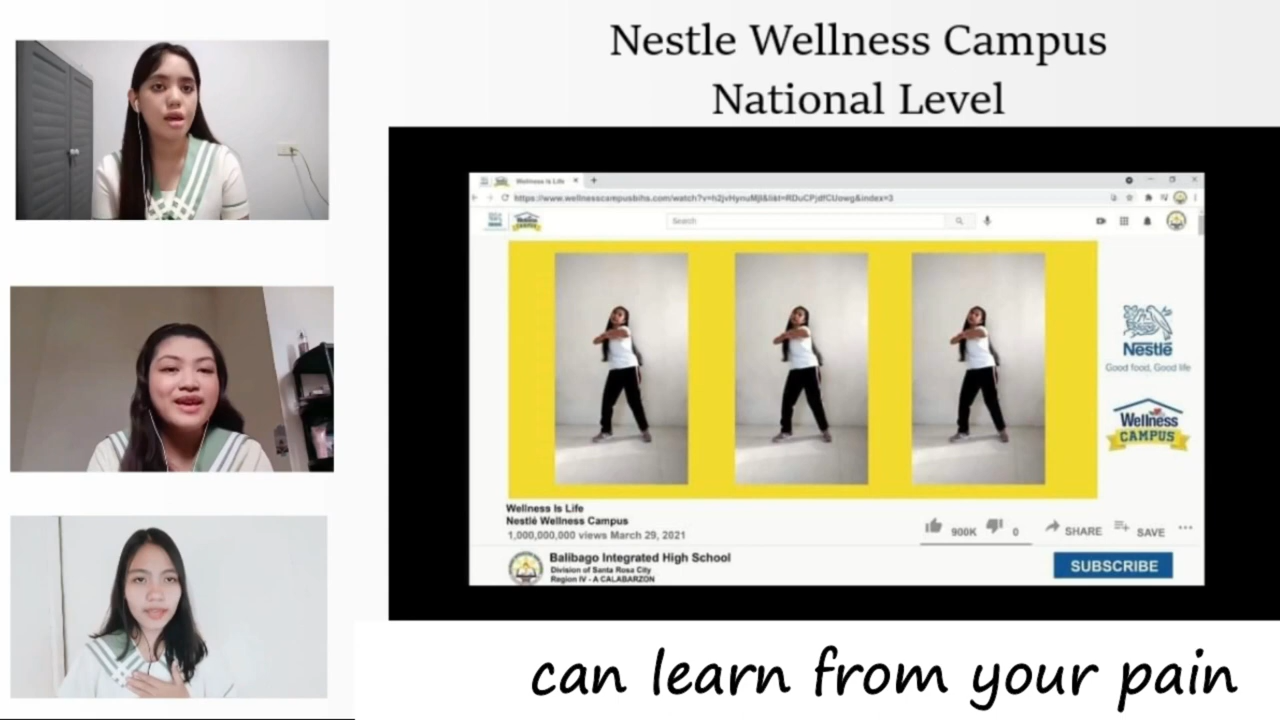 Nestle Wellness Campus
National Level
Wellness Is Life
https://www.wellnesscampusbihs.com/watch?v=h2jvHynuMjI&list=RDuCPjdfCUowg&index=3
Search
Nestlé
Good food, Good life
Wellness
CAMPUS
Wellness Is Life
Nestlé Wellness Campus
1,000,000,000 views March 29, 2021
900K
0
SHARE
SAVE
Balibago Integrated High School
Division of Santa Rosa City
Region IV - A CALABARZON
SUBSCRIBE
can learn from your pain